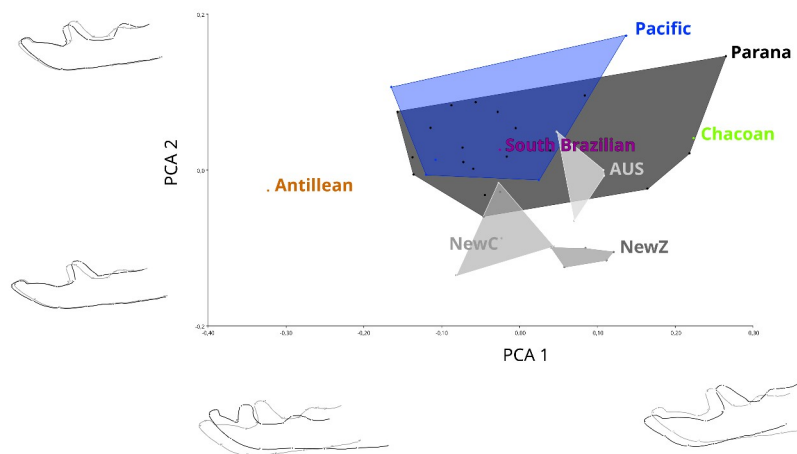 0,2
Pacific
Parana
Chacoan
South Brazilian
PCA 2
0,0
AUS
Antillean
NewC
NewZ
-0,2
-0,40 -0,30 -0,20 -0,10 0,00 0,10 0,20 0,30
PCA 1